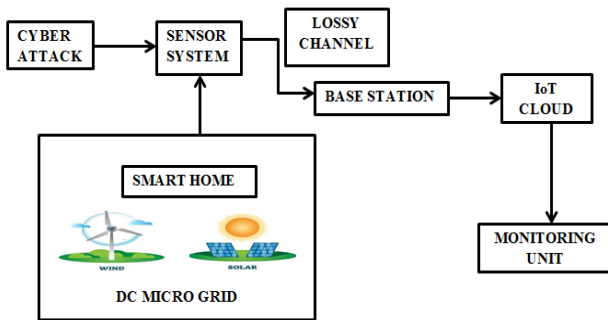 CYBER
ATTACK
SENSOR
SYSTEM
LOSSY
CHANNEL
BASE STATION
IoT
CLOUD
SMART HOME
WIND
SOLAR
DC MICRO GRID
MONITORING
UNIT